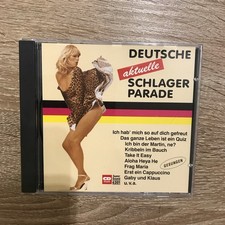 DEUTSCHE
aktuelle
SCHLAGER
PARADE
Ich hab' mich so auf dich gefreut
Das ganze Leben ist ein Quiz
Ich bin der Martin, ne?
Kribbeln im Bauch
Take It Easy
Aloha Heya He
Frag Maria
Erst ein Cappuccino
Gaby und Klaus
u.v.a.
GESUNGEN
CD